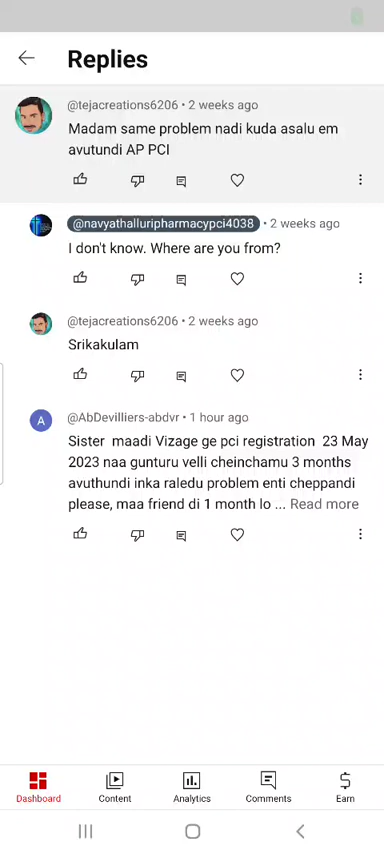 Replies
@tejacreations6206 • 2 weeks ago
Madam same problem nadi kuda asalu em
avutundi AP PCI
@navyathalluripharmacypci4038 • 2 weeks ago
I don't know. Where are you from?
@tejacreations6206 • 2 weeks ago
Srikakulam
A
@AbDevilliers-abdvr • 1 hour ago
Sister maadi Vizage ge pci registration 23 May
2023 naa gunturu velli cheinchamu 3 months
avuthundi inka raledu problem enti cheppandi
please, maa friend di 1 month lo ... Read more
Dashboard Content Analytics Comments Earn